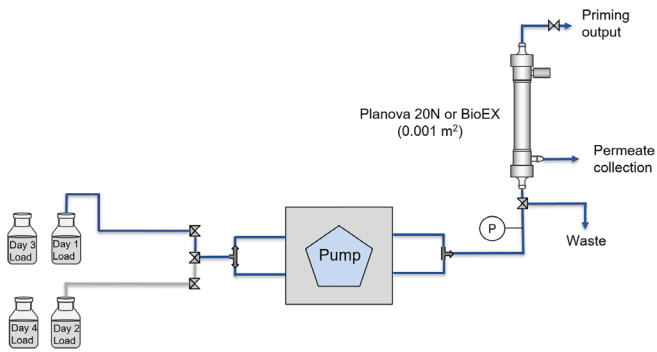 Priming
output
Planova 20N or BioEX
(0.001 m²)
Permeate
collection
P
Waste
Pump
Day 3
Load
Day 1
Load
Day 4
Load
Day 2
Load